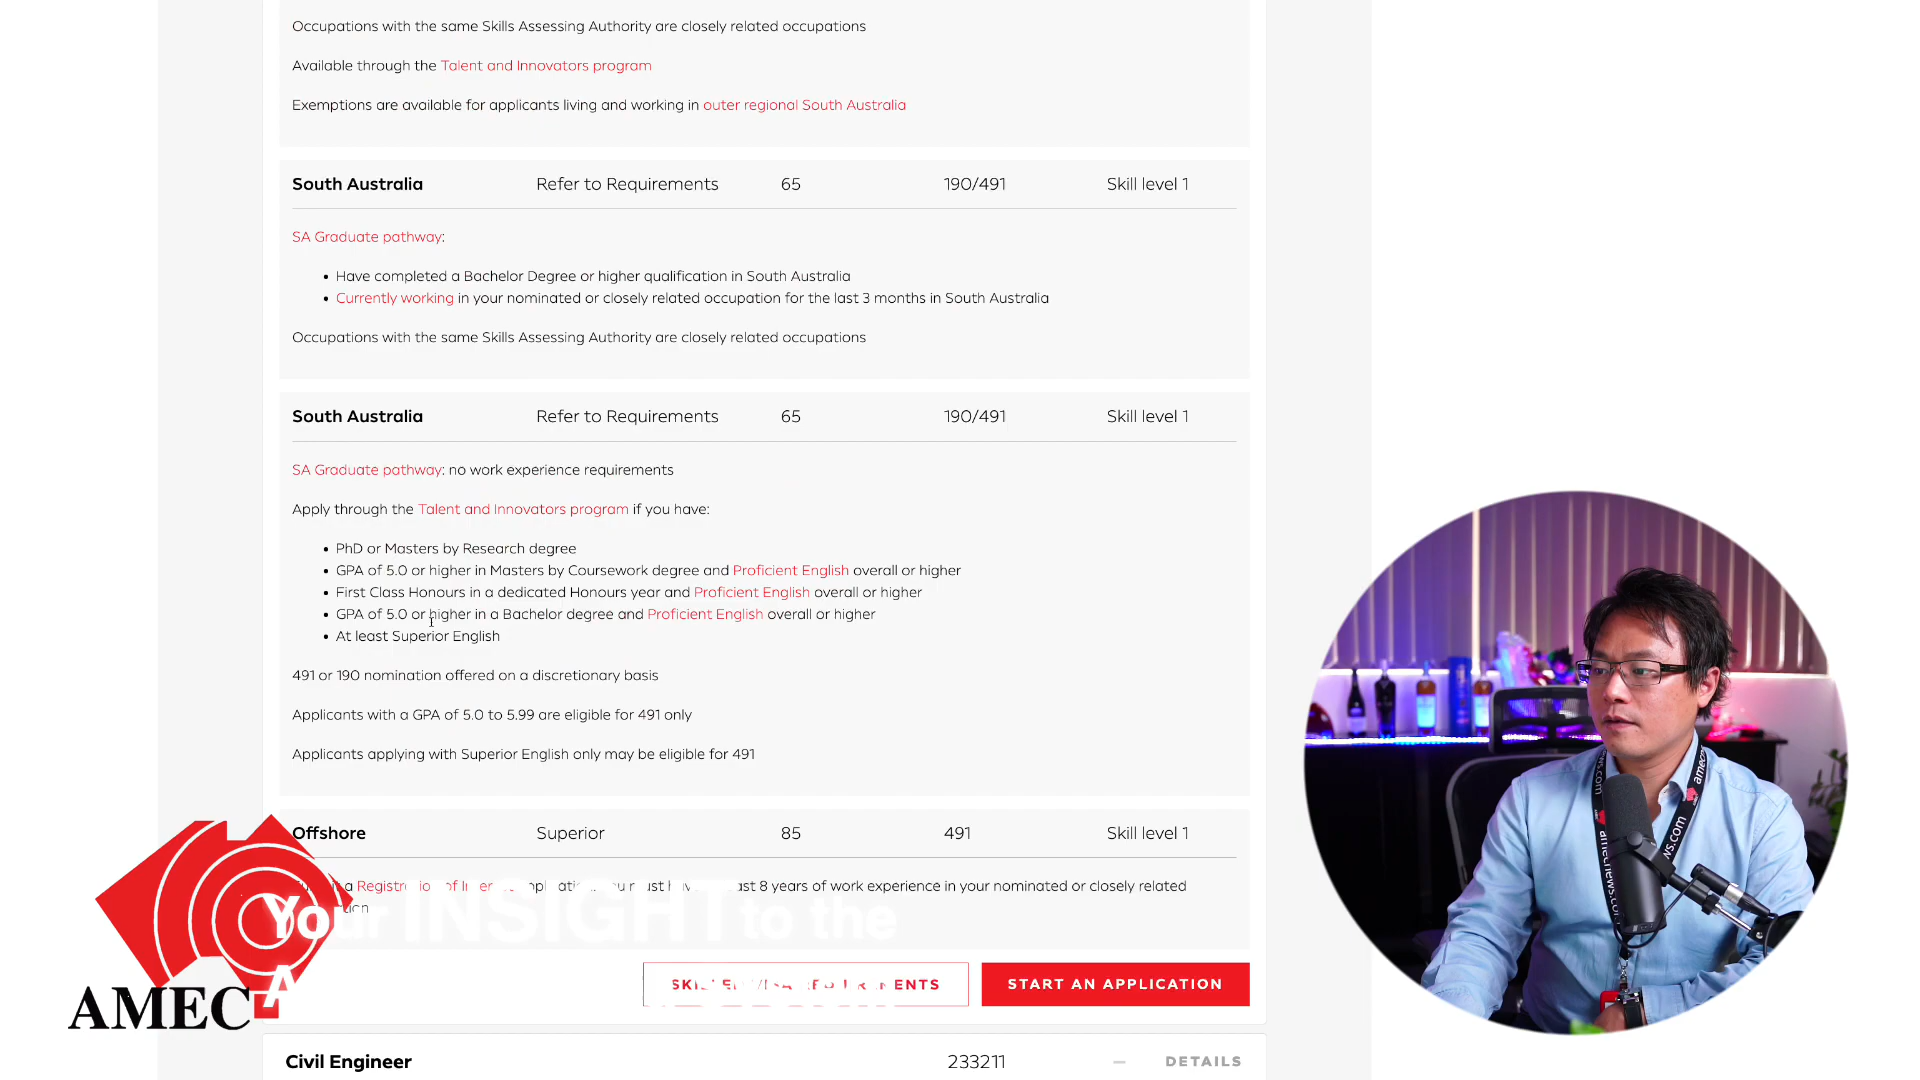 Occupations with the same Skills Assessing Authority are closely related occupations
Available through the Talent and Innovators program
Exemptions are available for applicants living and working in outer regional South Australia
South Australia Refer to Requirements 65 190/491 Skill level 1
SA Graduate pathway:
• Have completed a Bachelor Degree or higher qualification in South Australia
• Currently working in your nominated or closely related occupation for the last 3 months in South Australia
Occupations with the same Skills Assessing Authority are closely related occupations
South Australia Refer to Requirements 65 190/491 Skill level 1
SA Graduate pathway: no work experience requirements
Apply through the Talent and Innovators program if you have:
• PhD or Masters by Research degree
• GPA of 5.0 or higher in Masters by Coursework degree and Proficient English overall or higher
• First Class Honours in a dedicated Honours year and Proficient English overall or higher
• GPA of 5.0 or higher in a Bachelor degree and Proficient English overall or higher
• At least Superior English
491 or 190 nomination offered on a discretionary basis
Applicants with a GPA of 5.0 to 5.99 are eligible for 491 only
Applicants applying with Superior English only may be eligible for 491
Offshore Superior 85 491 Skill level 1
a 8 years of work experience in your nominated or closely related
Your INSIGHT to the
START AN APPLICATION
AMEC
Civil Engineer 233211 DETAILS